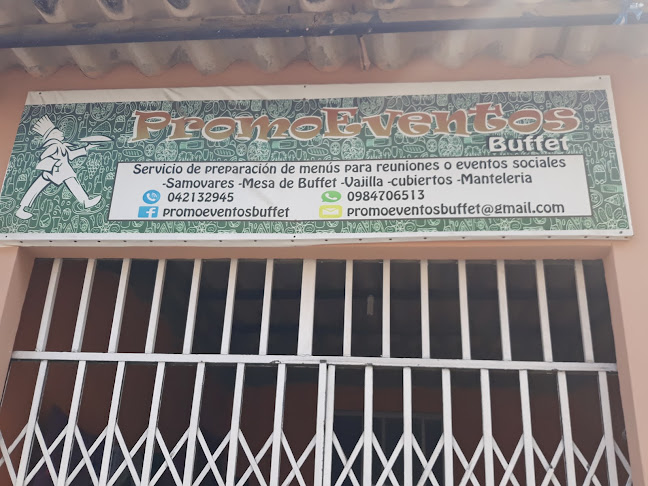 PromoEventos
Buffet
Servicio de preparación de menús para reuniones o eventos sociales
-Samovares -Mesa de Buffet -Vajilla -cubiertos -Manteleria
042132945 0984706513
promoeventosbuffet promoeventosbuffet@gmail.com